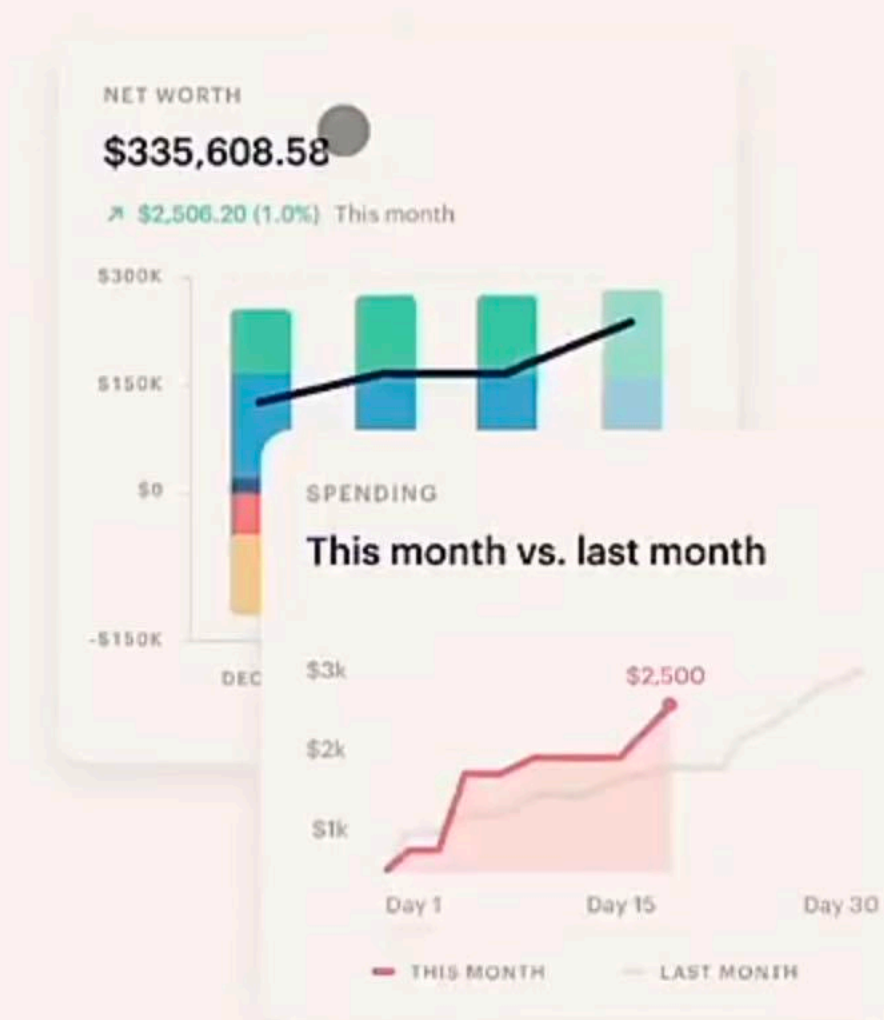 NET WORTH
$335,608.58
↗ $2,506.20 (1.0%) This month
$300K
$150K
$0
-$150K
DEC
SPENDING
This month vs. last month
$3k
$2k
$1k
$2,500
Day 1 Day 15 Day 30
THIS MONTH LAST MONTH